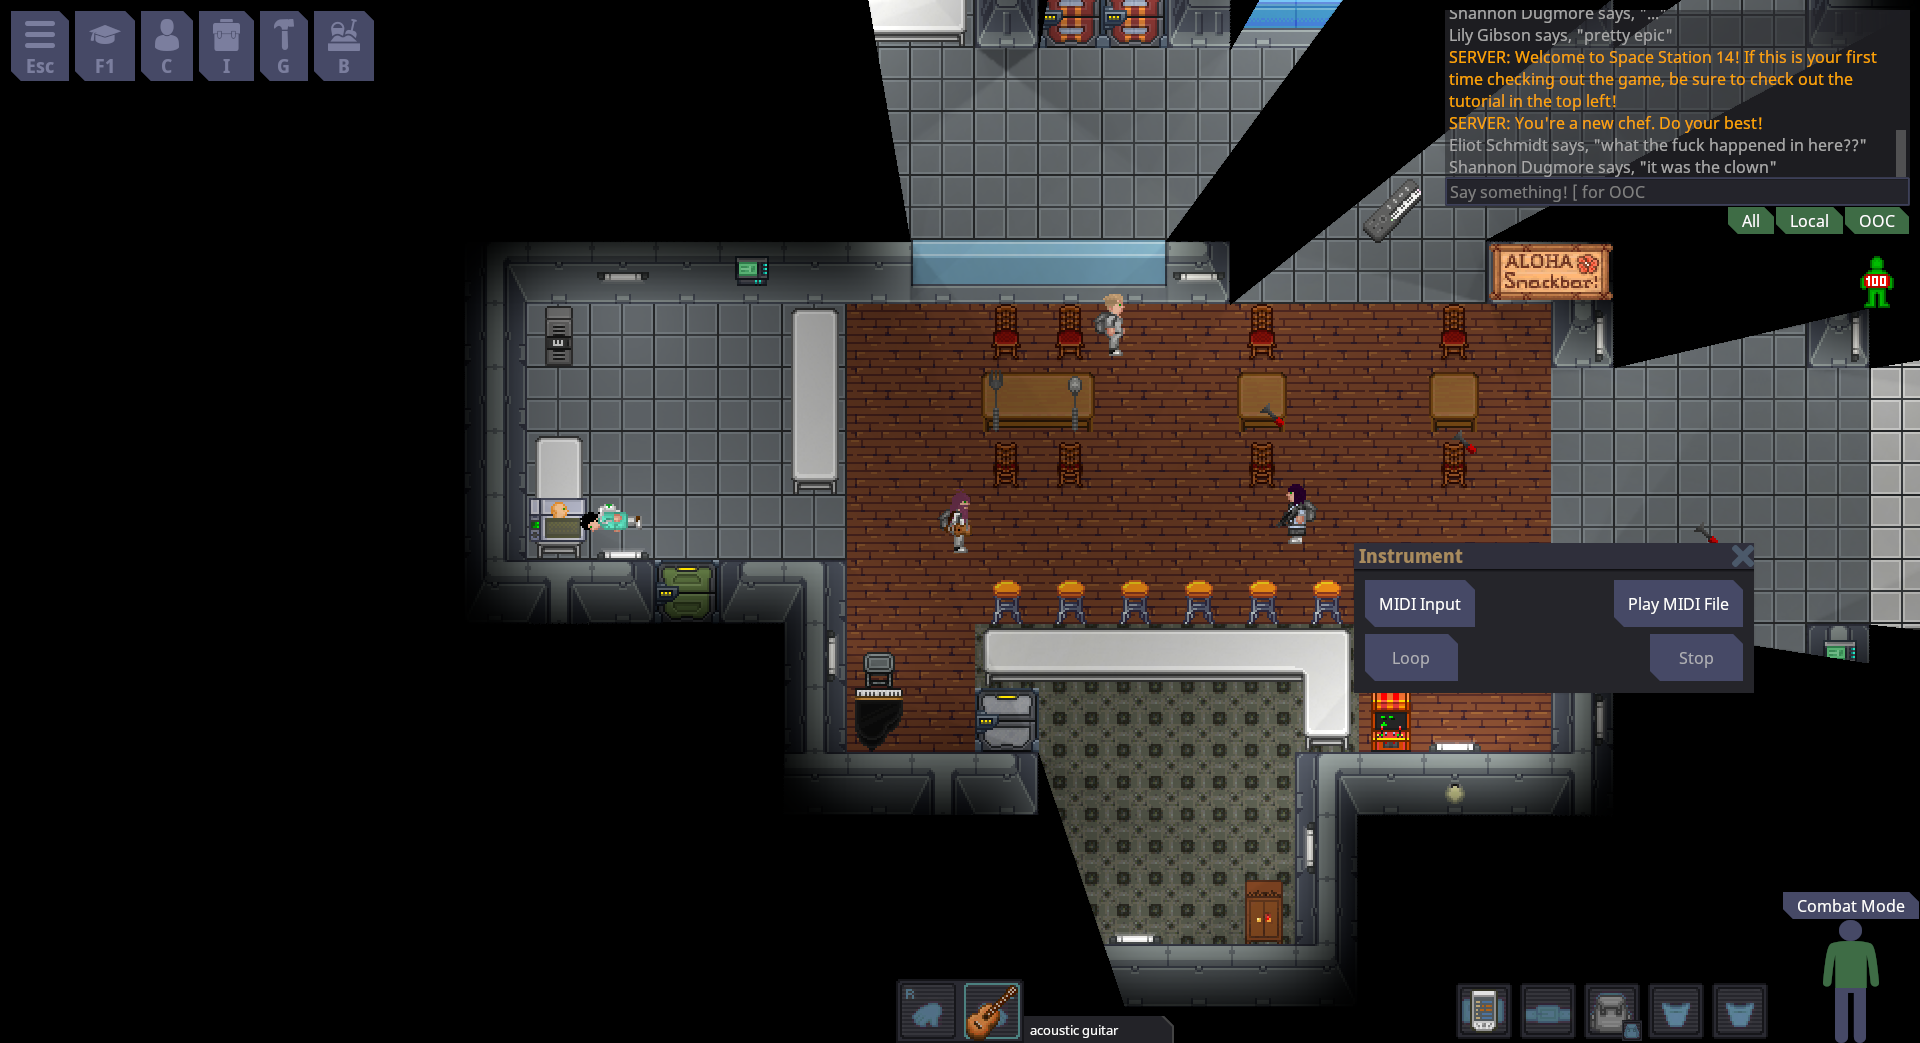 Esc
F1
C
I
G
B
Shannon Dugmore says, "..."
Lily Gibson says, "pretty epic"
SERVER: Welcome to Space Station 14! If this is your first
time checking out the game, be sure to check out the
tutorial in the top left!
SERVER: You're a new chef. Do your best!
Eliot Schmidt says, "what the fuck happened in here??"
Shannon Dugmore says, "it was the clown"
Say something! [ for OOC
All
Local
OOC
100
ALOHA
Snackbar!
Instrument
MIDI Input
Play MIDI File
Loop
Stop
Combat Mode
R
acoustic guitar